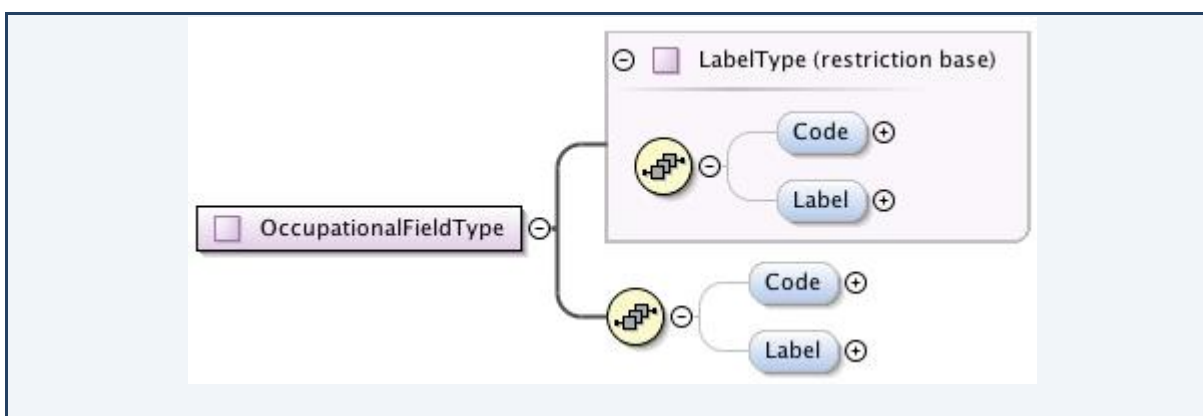 LabelType (restriction base)
Code
Label
OccupationalFieldType
Code
Label